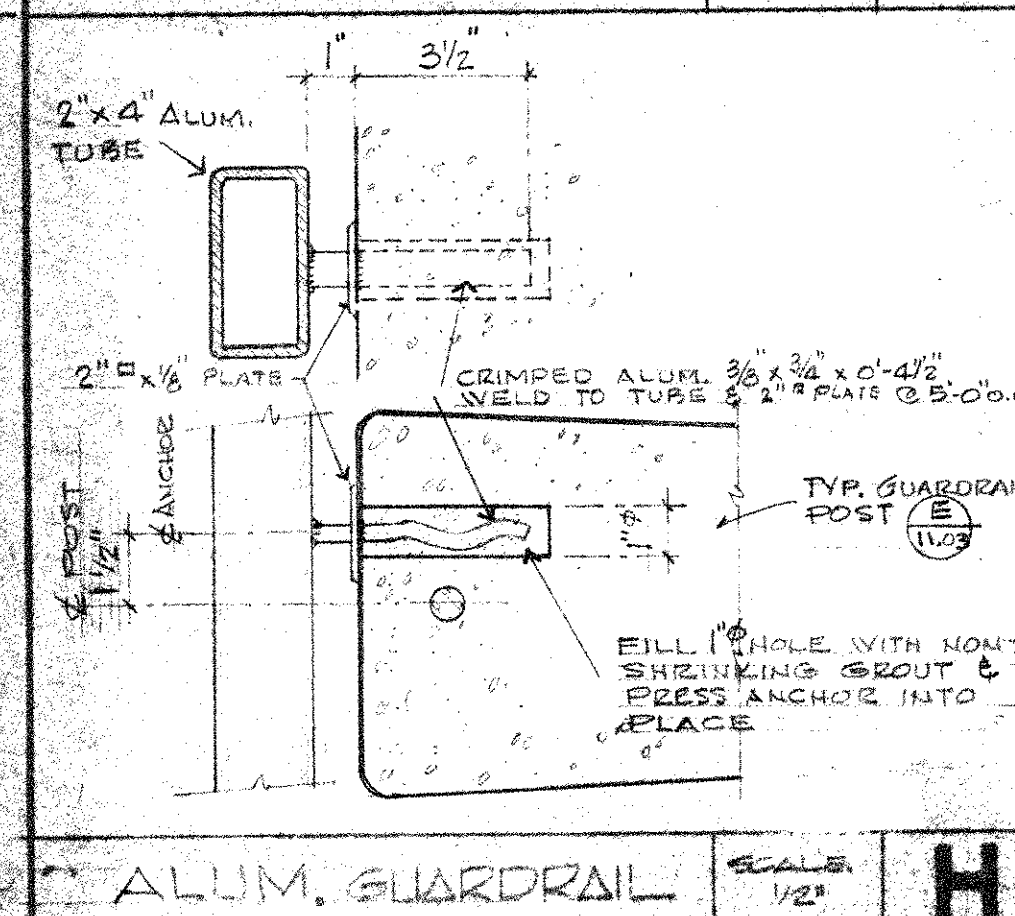 1" 3½"
2" x 4" ALUM.
TUBE
2" □ x ⅛" PLATE
CRIMPED ALUM. ⅜" x ¾" x 0'-4½"
WELD TO TUBE & 2" □ PLATE @ 5'-0" O.
℄ ANCHOR
℄ POST
1½"
1"φ
TYP. GUARDRAI
POST
E
11.03
FILL 1"φ HOLE WITH NON-
SHRINKING GROUT &
PRESS ANCHOR INTO
PLACE
ALUM. GUARDRAIL
SCALE.
1/2"
H